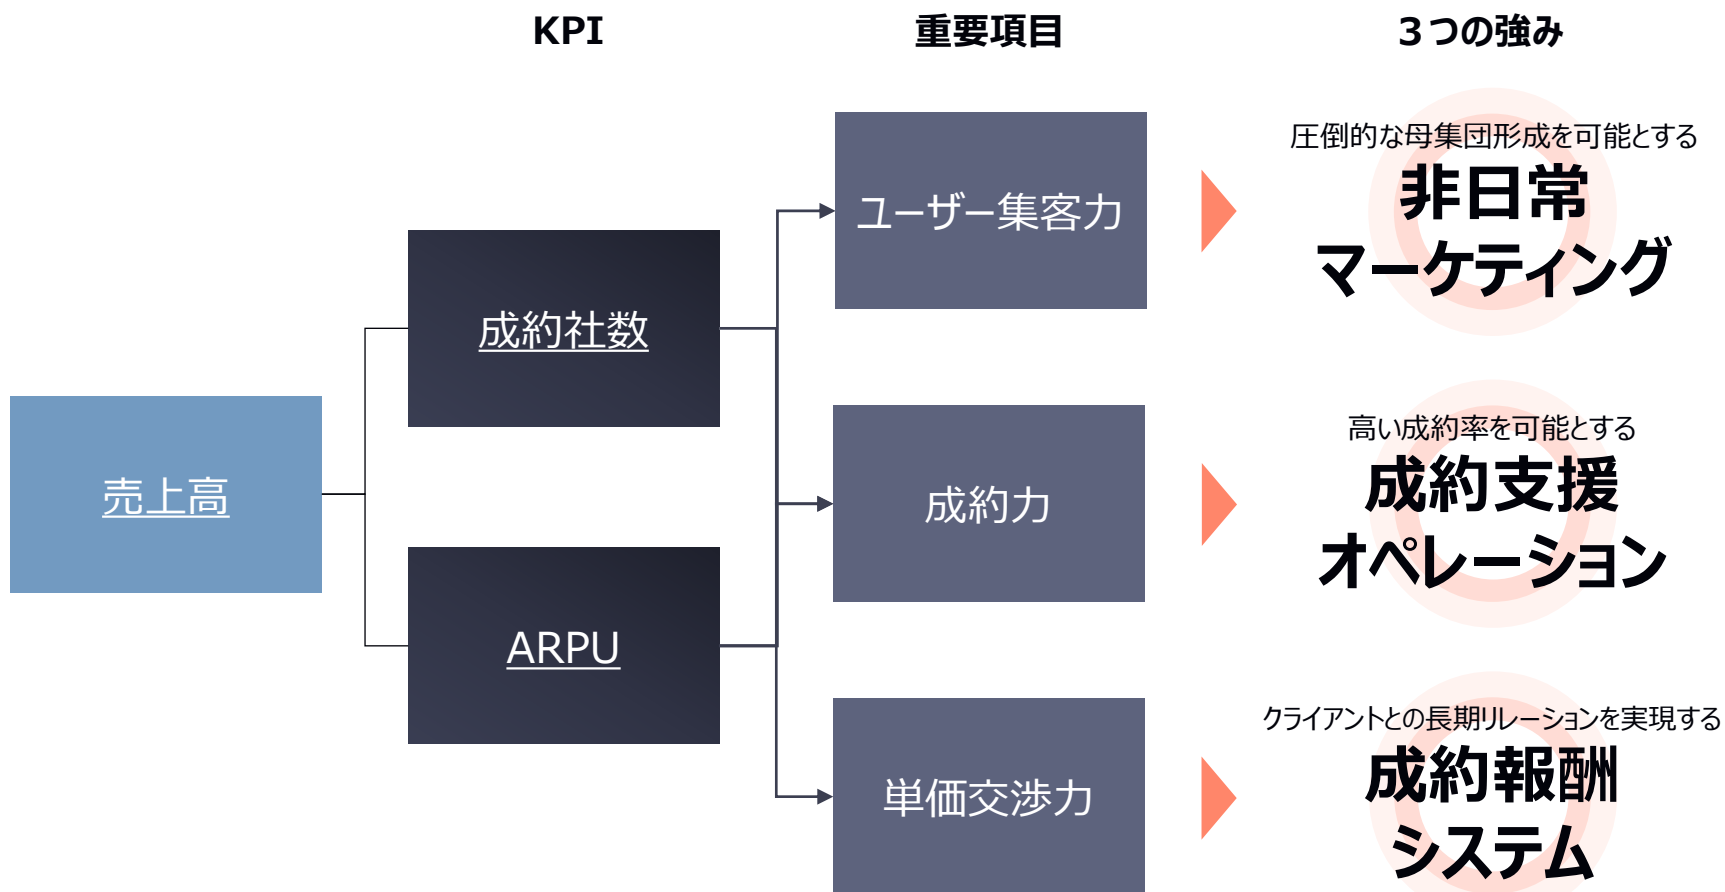 KPI
重要項目
３つの強み
売上高
成約社数
ARPU
ユーザー集客力
成約力
単価交渉力
圧倒的な母集団形成を可能とする
非日常
マーケティング
高い成約率を可能とする
成約支援
オペレーション
クライアントとの長期リレーションを実現する
成約報酬
システム